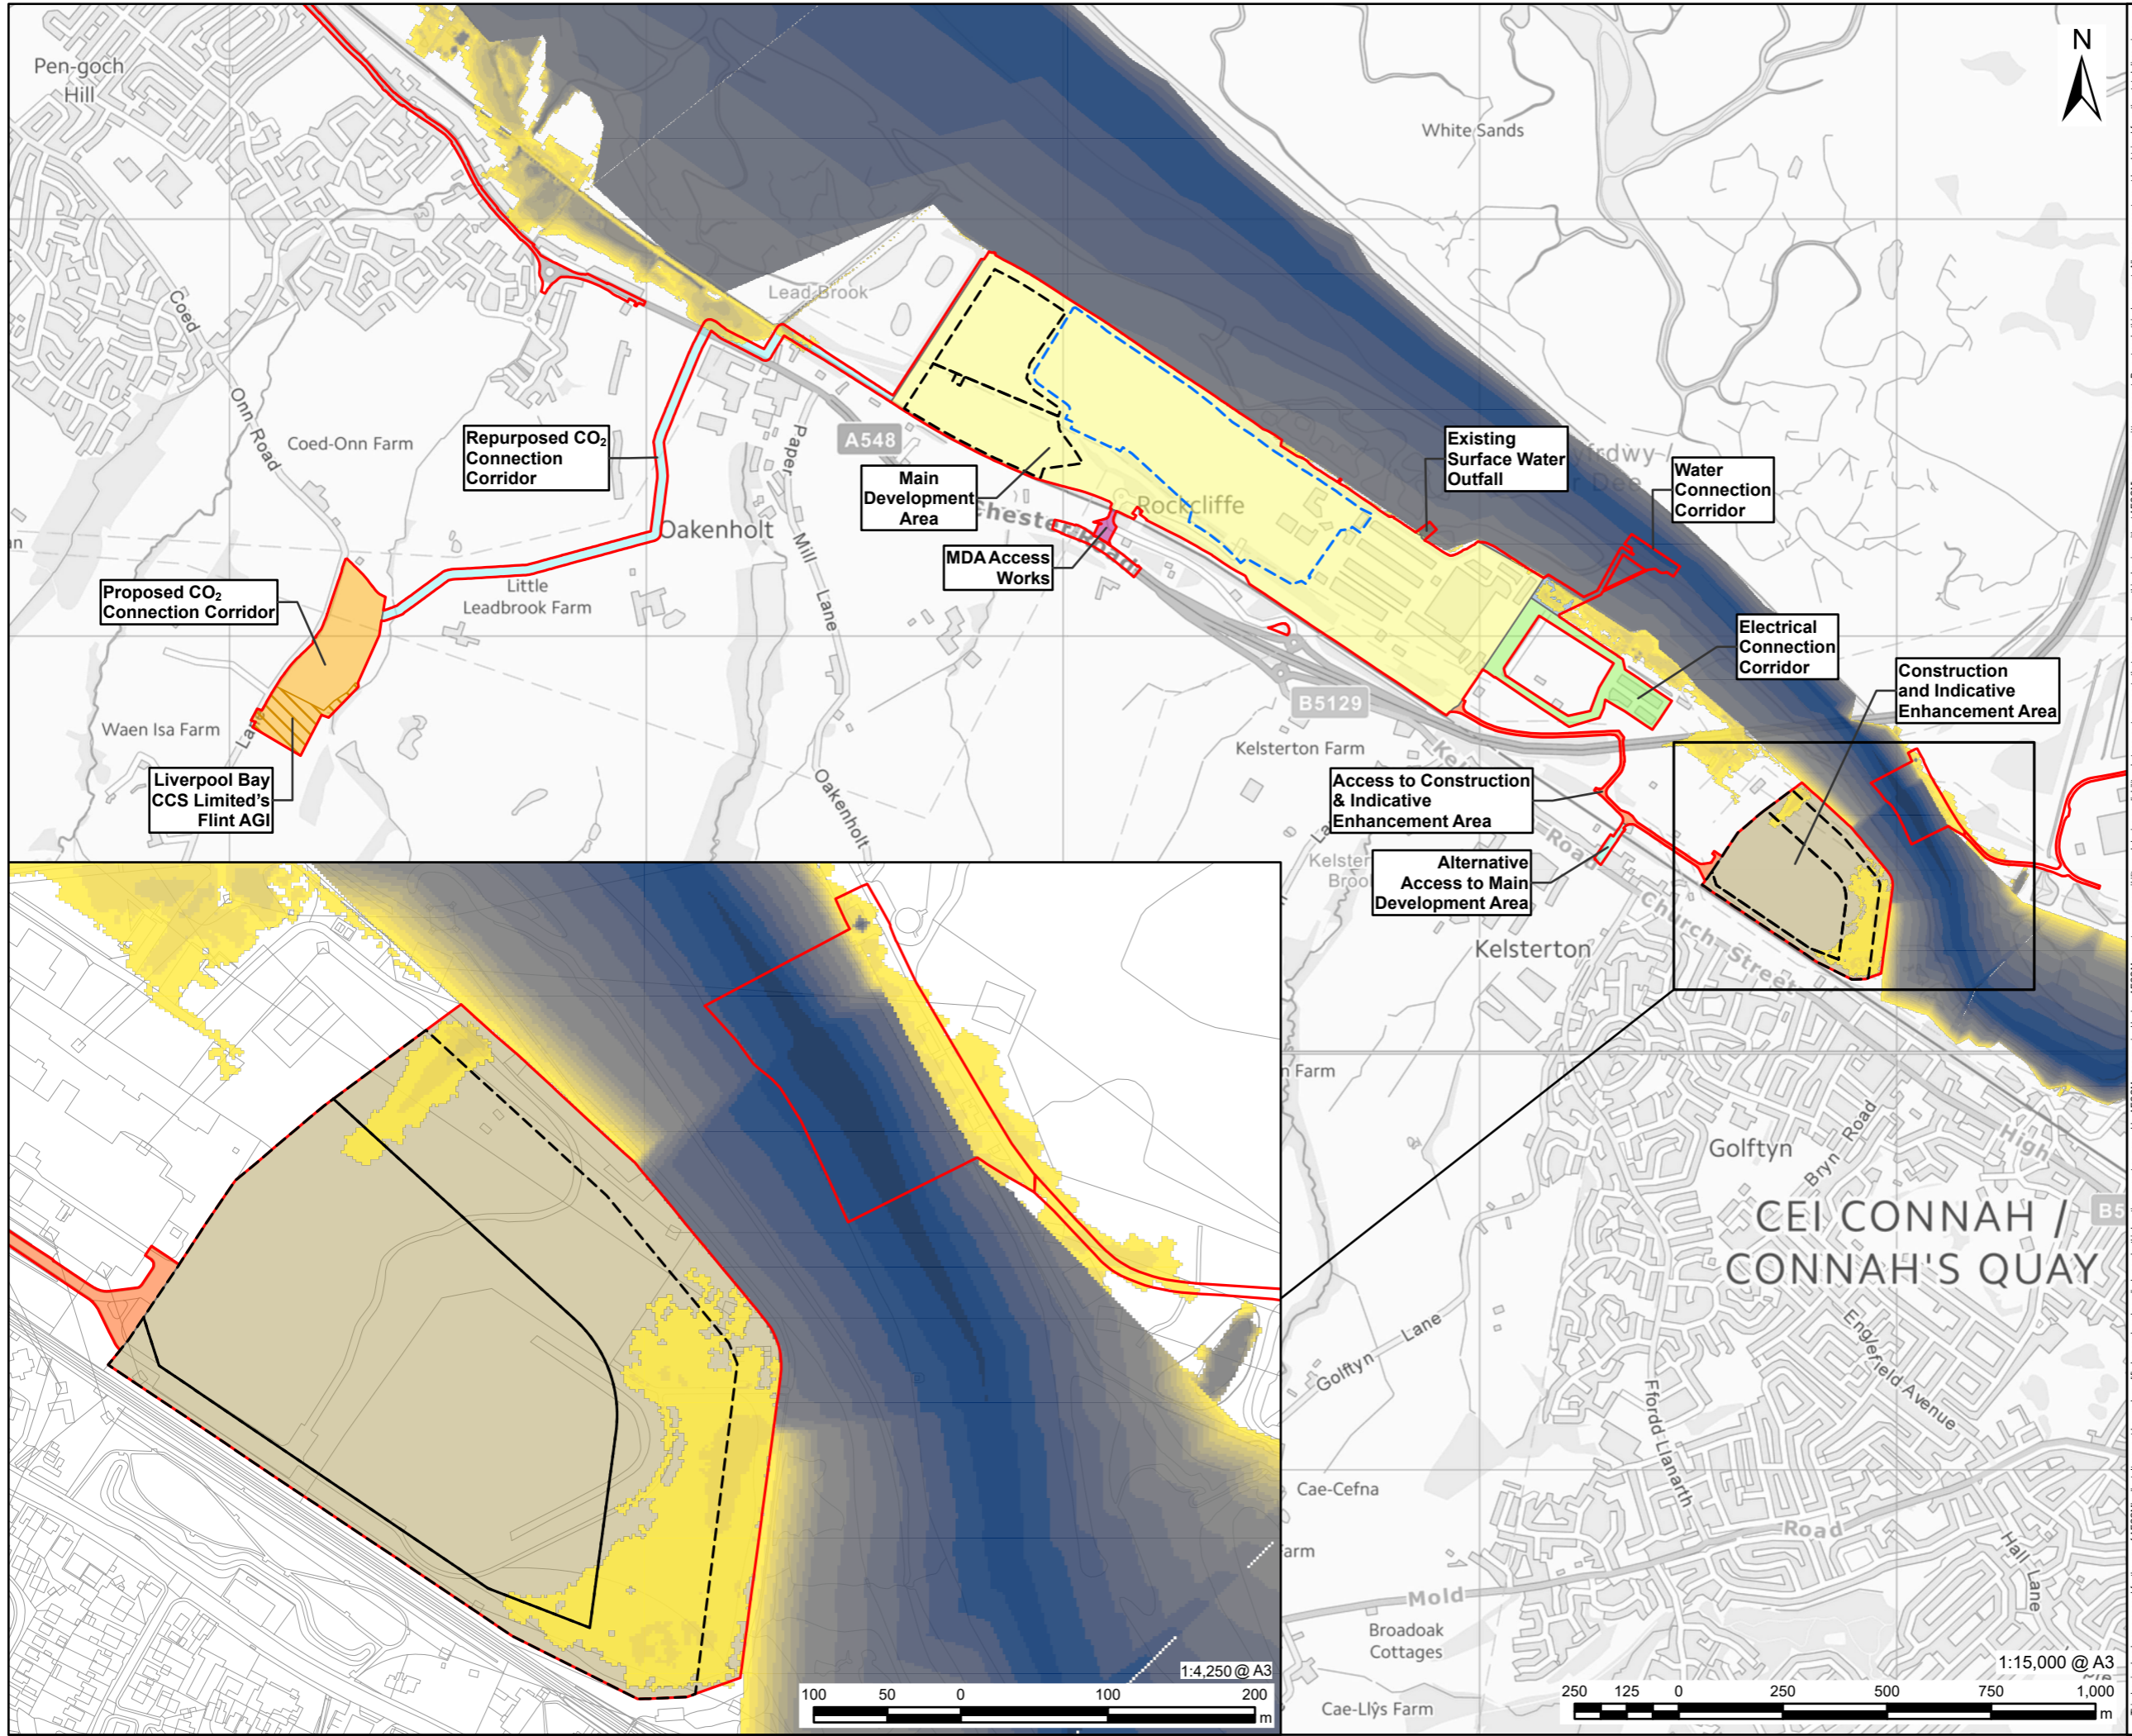 Pen-goch
Hill
N
White Sands
Lead Brook
Coed
Onn Road
Coed-Onn Farm
Repurposed CO₂
Connection
Corridor
A548
Paper
Mill Lane
Main
Development
Area
Chester Road
Rockcliffe
Existing
Surface Water
Outfall
Water
Connection
Corridor
Oakenholt
MDA Access
Works
Proposed CO₂
Connection Corridor
Little
Leadbrook Farm
Electrical
Connection
Corridor
Construction
and Indicative
Enhancement Area
B5129
Waen Isa Farm
Kelsterton Farm
Liverpool Bay
CCS Limited's
Flint AGI
Oakenholt
Access to Construction
& Indicative
Enhancement Area
Road
Alternative
Access to Main
Development Area
Church Street
Kelsterton
Farm
Golftyn
Bryn Road
High
CEI CONNAH /
CONNAH'S QUAY
Golftyn Lane
Englefield Avenue
Ffordd Llanarth
Cae-Cefna
Road
Hall Lane
Mold
Broadoak
Cottages
Cae-Llŷs Farm
1:4,250 @ A3
100 50 0 100 200
m
1:15,000 @ A3
250 125 0 250 500 750 1,000
m